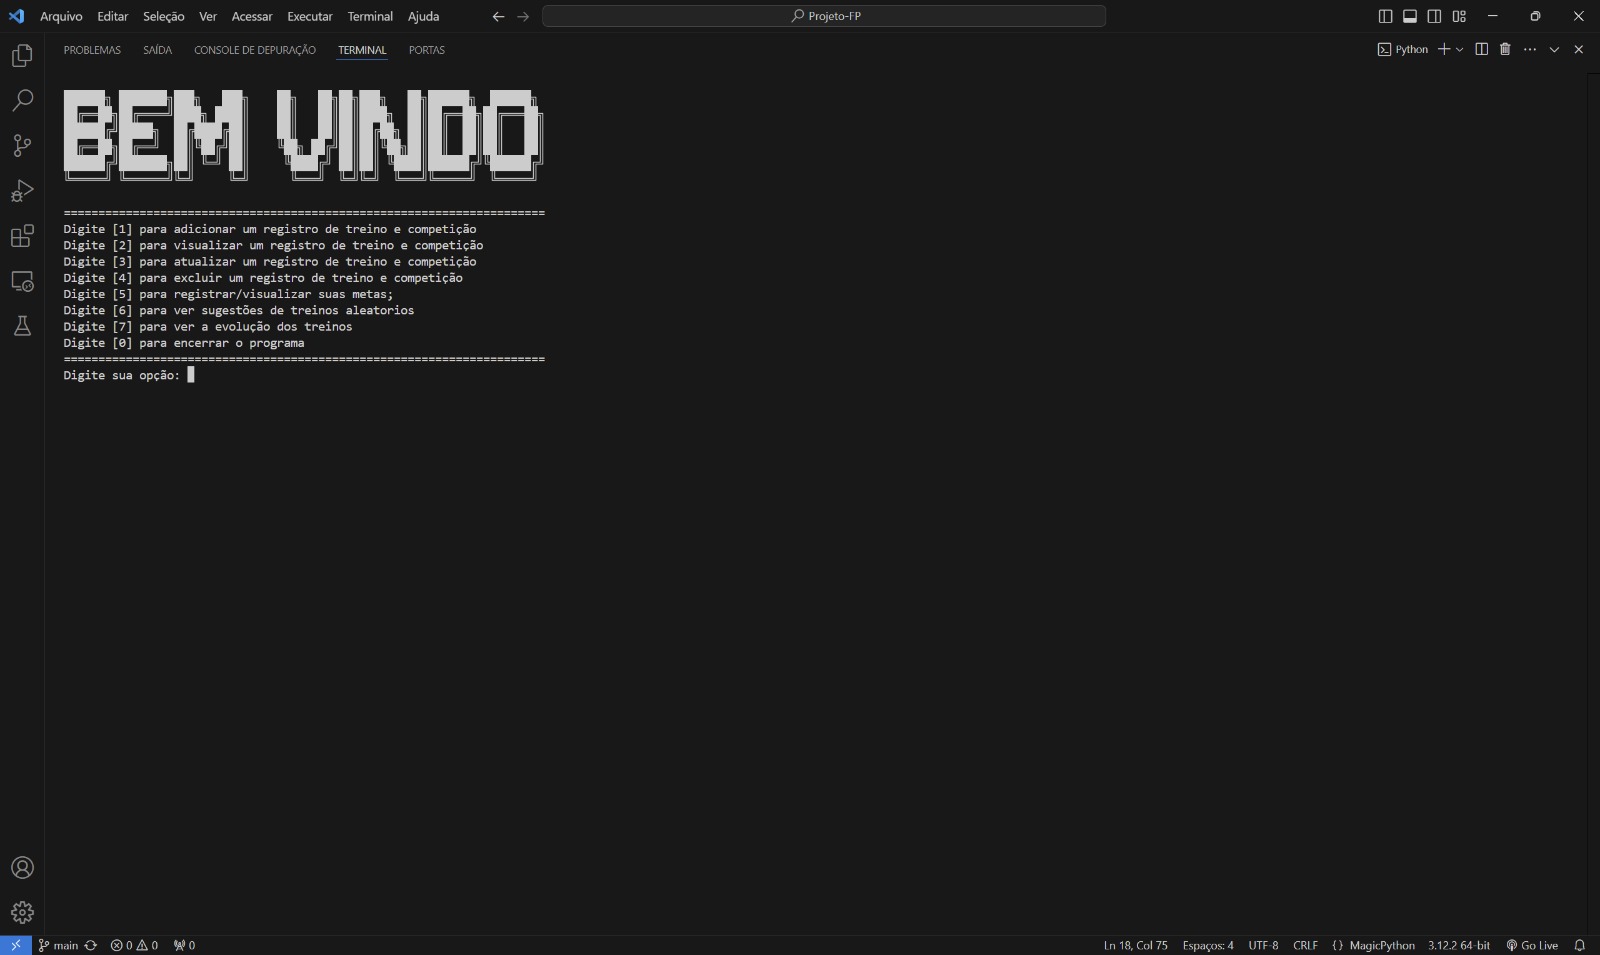 Arquivo Editar Seleção Ver Acessar Executar Terminal Ajuda Projeto-FP
PROBLEMAS SAÍDA CONSOLE DE DEPURAÇÃO TERMINAL PORTAS Python
BEM VINDO
======================================================================
Digite [1] para adicionar um registro de treino e competição
Digite [2] para visualizar um registro de treino e competição
Digite [3] para atualizar um registro de treino e competição
Digite [4] para excluir um registro de treino e competição
Digite [5] para registrar/visualizar suas metas;
Digite [6] para ver sugestões de treinos aleatorios
Digite [7] para ver a evolução dos treinos
Digite [0] para encerrar o programa
======================================================================
Digite sua opção:
main 0 0 0 Ln 18, Col 75 Espaços: 4 UTF-8 CRLF {} MagicPython 3.12.2 64-bit Go Live